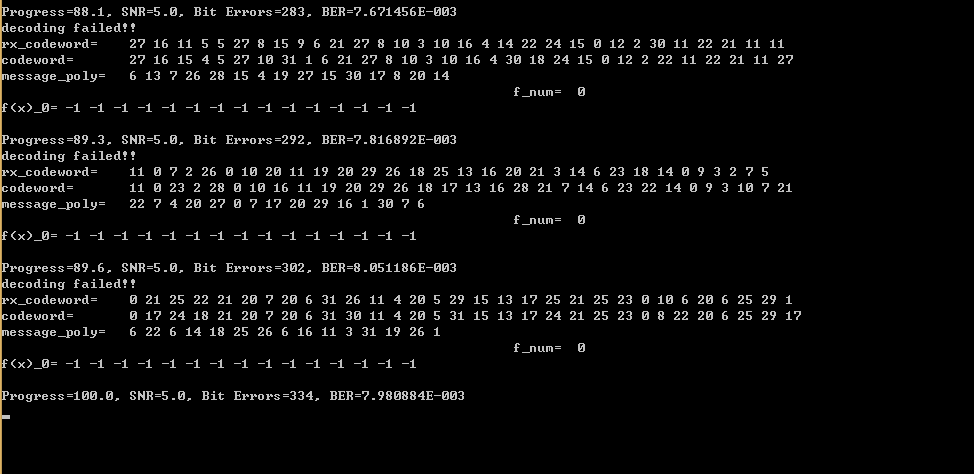 Progress=88.1, SNR=5.0, Bit Errors=283, BER=7.671456E-003
decoding failed!!
rx_codeword=    27 16 11 5 5 27 8 15 9 6 21 27 8 10 3 10 16 4 14 22 24 15 0 12 2 30 11 22 21 11 11
codeword=       27 16 15 4 5 27 10 31 1 6 21 27 8 10 3 10 16 4 30 18 24 15 0 12 2 22 11 22 21 11 27
message_poly=   6 13 7 26 28 15 4 19 27 15 30 17 8 20 14
f_num=  0
f(x)_0= -1 -1 -1 -1 -1 -1 -1 -1 -1 -1 -1 -1 -1 -1 -1
Progress=89.3, SNR=5.0, Bit Errors=292, BER=7.816892E-003
decoding failed!!
rx_codeword=    11 0 7 2 26 0 10 20 11 19 20 29 26 18 25 13 16 20 21 3 14 6 23 18 14 0 9 3 2 7 5
codeword=       11 0 23 2 28 0 10 16 11 19 20 29 26 18 17 13 16 28 21 7 14 6 23 22 14 0 9 3 10 7 21
message_poly=   22 7 4 20 27 0 7 17 20 29 16 1 30 7 6
f_num=  0
f(x)_0= -1 -1 -1 -1 -1 -1 -1 -1 -1 -1 -1 -1 -1 -1 -1
Progress=89.6, SNR=5.0, Bit Errors=302, BER=8.051186E-003
decoding failed!!
rx_codeword=    0 21 25 22 21 20 7 20 6 31 26 11 4 20 5 29 15 13 17 25 21 25 23 0 10 6 20 6 25 29 1
codeword=       0 17 24 18 21 20 7 20 6 31 30 11 4 20 5 31 15 13 17 24 21 25 23 0 8 22 20 6 25 29 17
message_poly=   6 22 6 14 18 25 26 6 16 11 3 31 19 26 1
f_num=  0
f(x)_0= -1 -1 -1 -1 -1 -1 -1 -1 -1 -1 -1 -1 -1 -1 -1
Progress=100.0, SNR=5.0, Bit Errors=334, BER=7.980884E-003